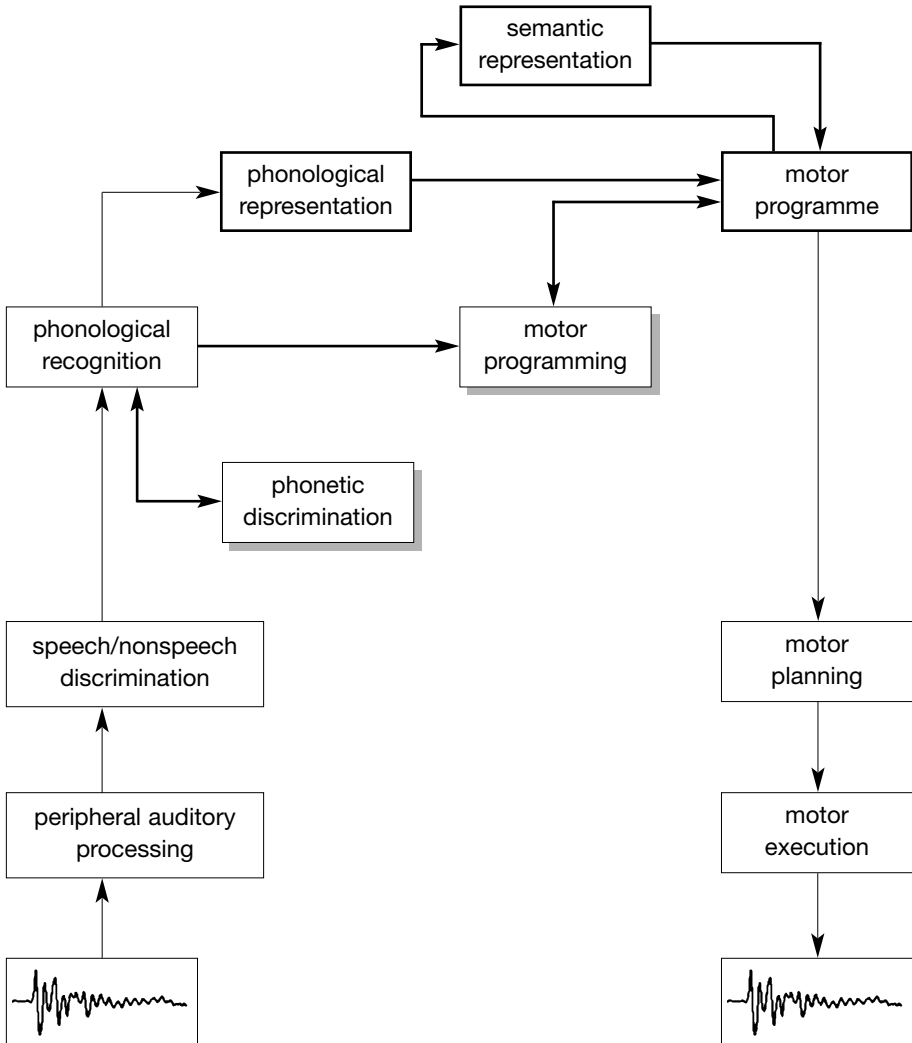 semantic
representation
phonological
representation
motor
programme
phonological
recognition
motor
programming
phonetic
discrimination
speech/nonspeech
discrimination
motor
planning
peripheral auditory
processing
motor
execution